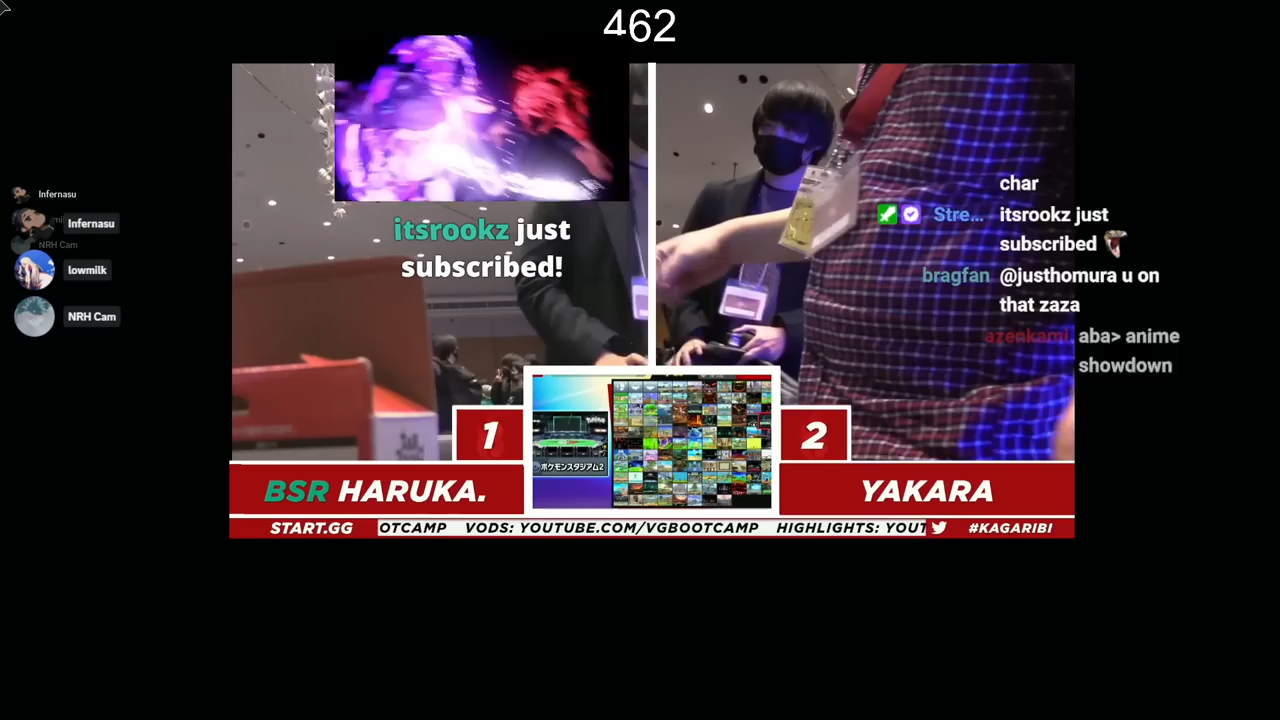 462
Infernasu
Infernasu
NRH Cam
lowmilk
NRH Cam
itsrookz just
subscribed!
char
Stre... itsrookz just
subscribed
bragfan @justhomura u on
that zaza
azenkami aba> anime
showdown
ポケモンスタジアム2
1
2
BSR HARUKA.
YAKARA
START.GG OTCAMP VODS: YOUTUBE.COM/VGBOOTCAMP HIGHLIGHTS: YOUT #KAGARIBI